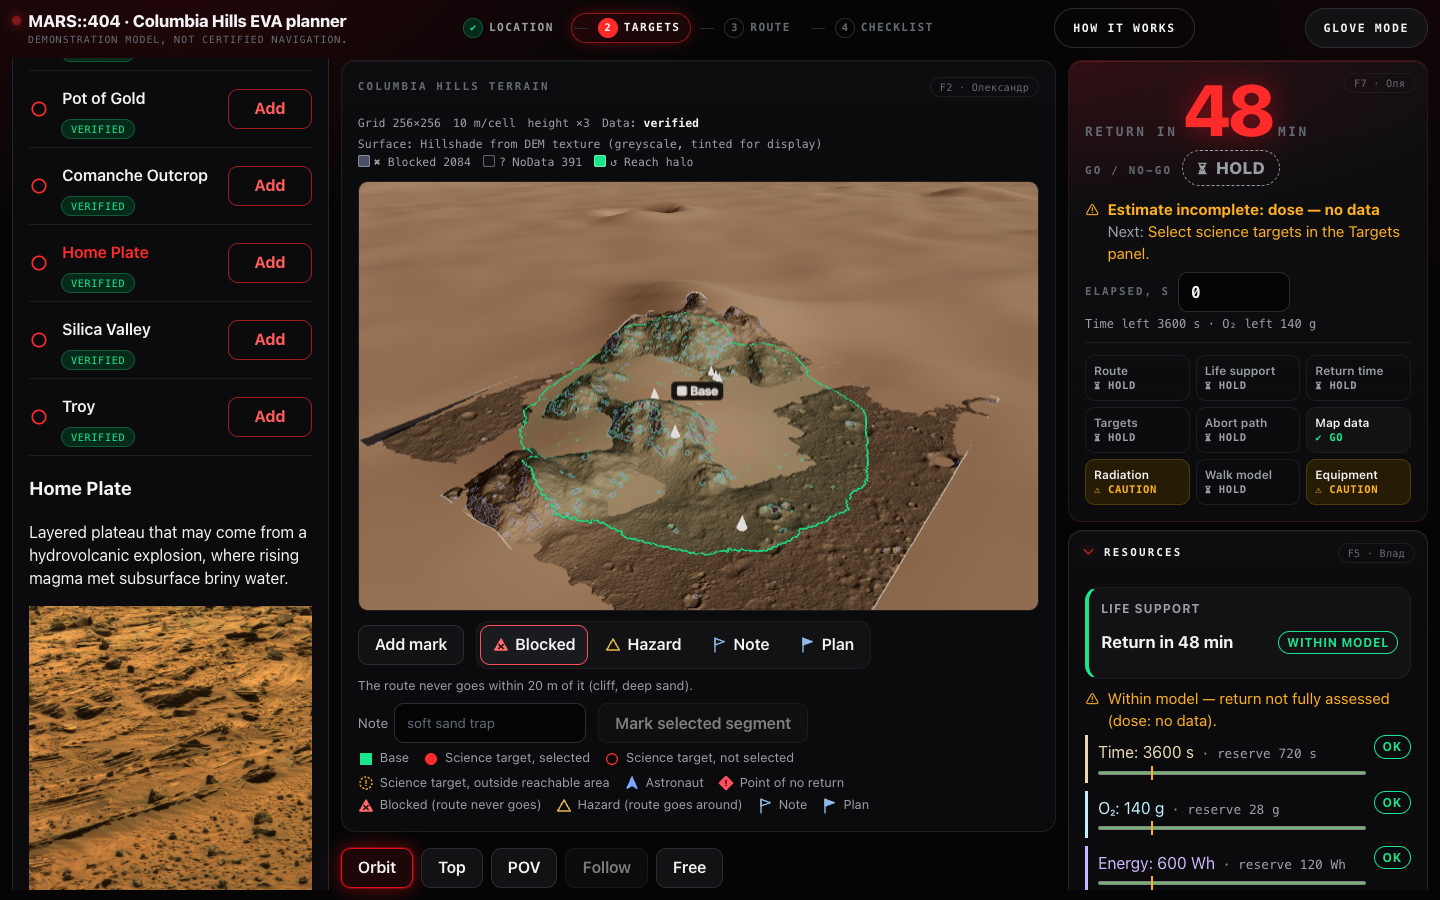 MARS::404 · Columbia Hills EVA planner
DEMONSTRATION MODEL, NOT CERTIFIED NAVIGATION.
✔ LOCATION
2 TARGETS
3 ROUTE
4 CHECKLIST
HOW IT WORKS
GLOVE MODE
Pot of Gold
VERIFIED
Add
Comanche Outcrop
VERIFIED
Add
Home Plate
VERIFIED
Add
Silica Valley
VERIFIED
Add
Troy
VERIFIED
Add
Home Plate
Layered plateau that may come from a
hydrovolcanic explosion, where rising
magma met subsurface briny water.
COLUMBIA HILLS TERRAIN
F2 · Олександр
Grid 256×256 10 m/cell height ×3 Data: verified
Surface: Hillshade from DEM texture (greyscale, tinted for display)
✖ Blocked 2084 ? NoData 391 ↺ Reach halo
Base
Add mark
Blocked
Hazard
Note
Plan
The route never goes within 20 m of it (cliff, deep sand).
Note
soft sand trap
Mark selected segment
Base
Science target, selected
Science target, not selected
Science target, outside reachable area
Astronaut
Point of no return
Blocked (route never goes)
Hazard (route goes around)
Note
Plan
Orbit
Top
POV
Follow
Free
F7 · Оля
RETURN IN 48 MIN
GO / NO-GO
⌛ HOLD
⚠ Estimate incomplete: dose — no data
Next: Select science targets in the Targets
panel.
ELAPSED, S
0
Time left 3600 s · O₂ left 140 g
Route
⌛ HOLD
Life support
⌛ HOLD
Return time
⌛ HOLD
Targets
⌛ HOLD
Abort path
⌛ HOLD
Map data
✔ GO
Radiation
⚠ CAUTION
Walk model
⌛ HOLD
Equipment
⚠ CAUTION
RESOURCES
F5 · Влад
LIFE SUPPORT
Return in 48 min
WITHIN MODEL
⚠ Within model — return not fully assessed
(dose: no data).
Time: 3600 s · reserve 720 s
OK
O₂: 140 g · reserve 28 g
OK
Energy: 600 Wh · reserve 120 Wh
OK